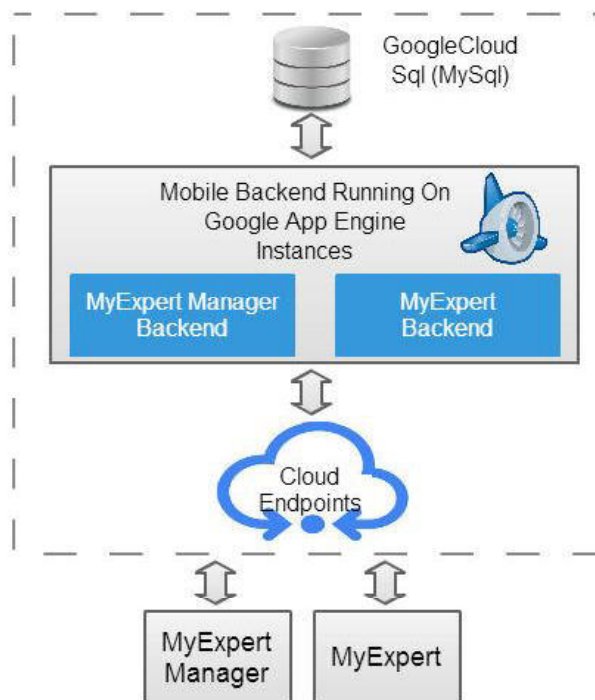 GoogleCloud
Sql (MySql)
Mobile Backend Running On
Google App Engine
Instances
MyExpert Manager
Backend
MyExpert
Backend
Cloud
Endpoints
MyExpert
Manager
MyExpert